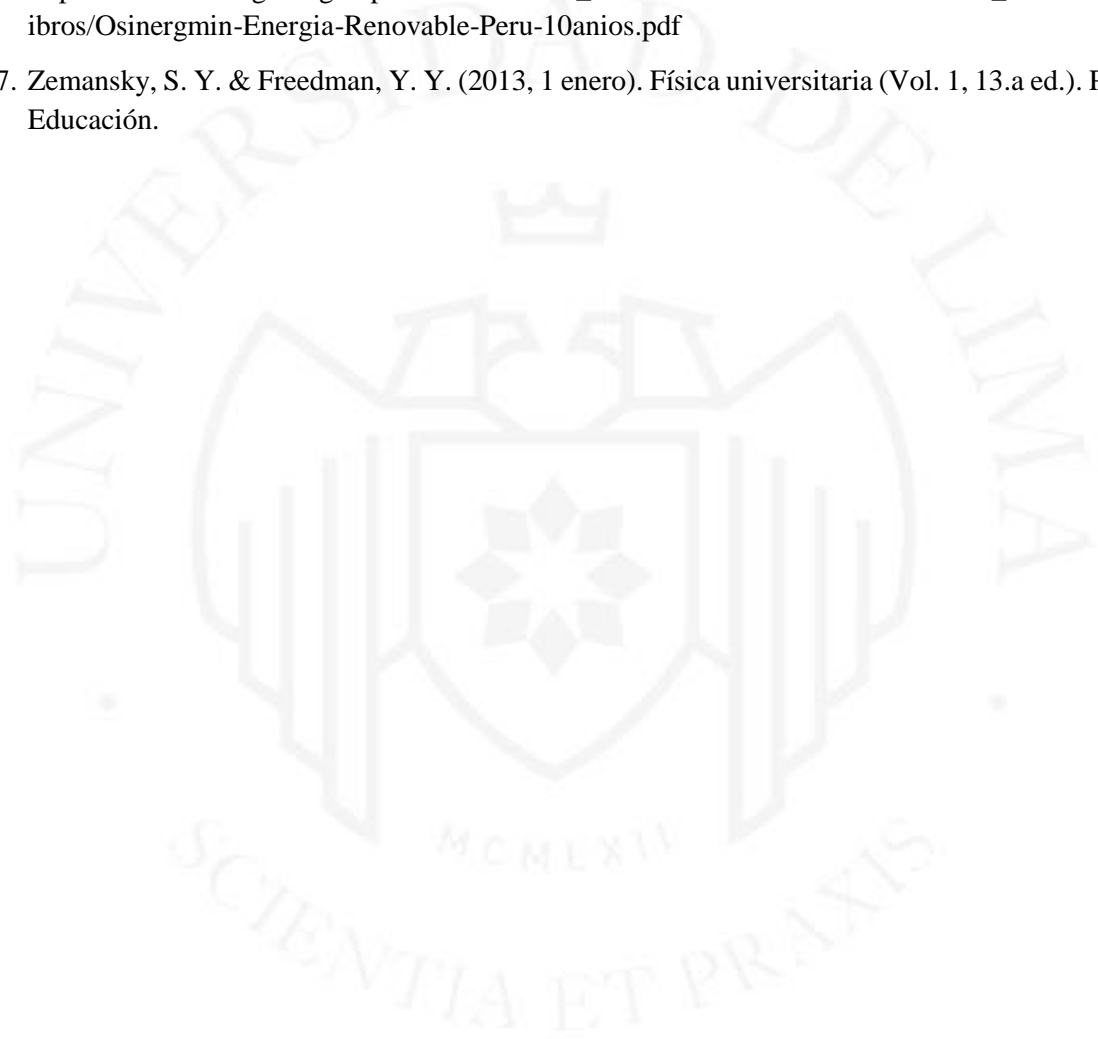 ibros/Osinergmin-Energia-Renovable-Peru-10anios.pdf
7. Zemansky, S. Y. & Freedman, Y. Y. (2013, 1 enero). Física universitaria (Vol. 1, 13.a ed.).
Educación.
UNIVERSIDAD DE LIMA
MCMLXII
SCIENTIA ET PRAXIS